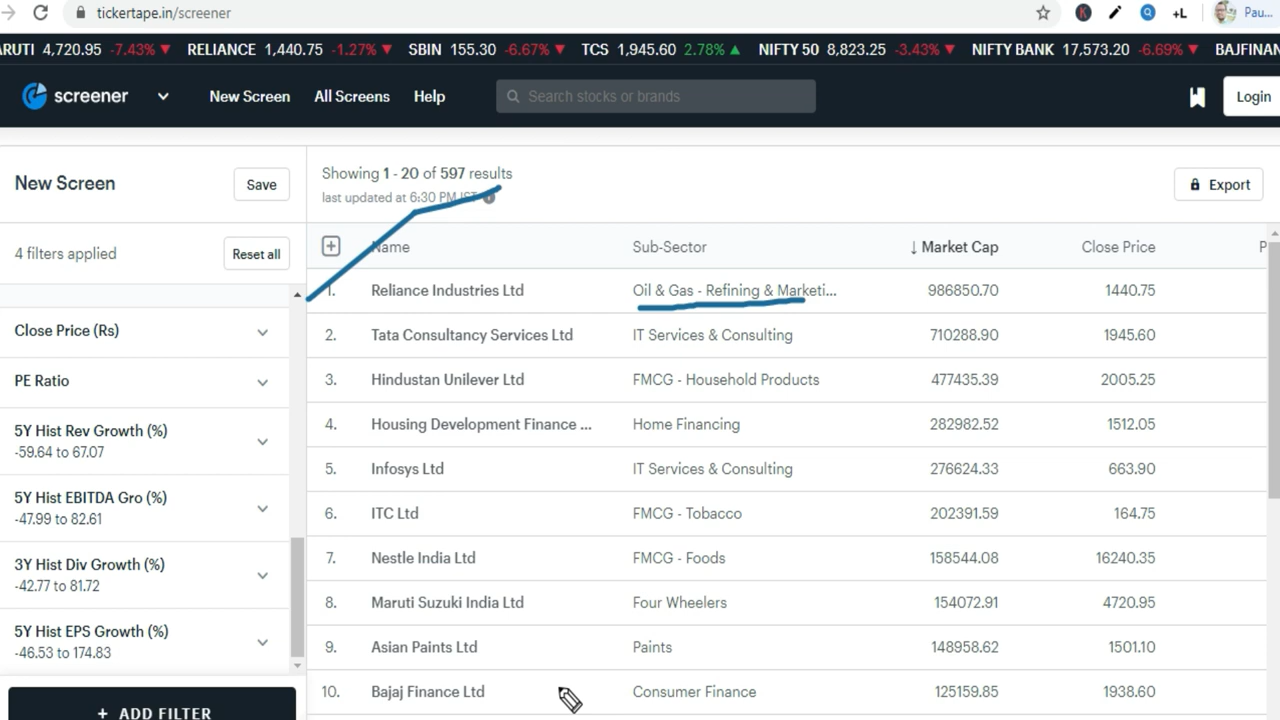 tickertape.in/screener
K
+L
Pau...
ARUTI 4,720.95 -7.43% ▼ RELIANCE 1,440.75 -1.27% ▼ SBIN 155.30 -6.67% ▼ TCS 1,945.60 2.78% ▲ NIFTY 50 8,823.25 -3.43% ▼ NIFTY BANK 17,573.20 -6.69% ▼ BAJFINAN
screener New Screen All Screens Help Search stocks or brands Login
New Screen Save
Showing 1 - 20 of 597 results
last updated at 6:30 PM IST
Export
4 filters applied Reset all
Close Price (Rs)
PE Ratio
5Y Hist Rev Growth (%)
-59.64 to 67.07
5Y Hist EBITDA Gro (%)
-47.99 to 82.61
3Y Hist Div Growth (%)
-42.77 to 81.72
5Y Hist EPS Growth (%)
-46.53 to 174.83
+ ADD FILTER
Name Sub-Sector ↓ Market Cap Close Price P
1. Reliance Industries Ltd Oil & Gas - Refining & Marketi... 986850.70 1440.75
2. Tata Consultancy Services Ltd IT Services & Consulting 710288.90 1945.60
3. Hindustan Unilever Ltd FMCG - Household Products 477435.39 2005.25
4. Housing Development Finance ... Home Financing 282982.52 1512.05
5. Infosys Ltd IT Services & Consulting 276624.33 663.90
6. ITC Ltd FMCG - Tobacco 202391.59 164.75
7. Nestle India Ltd FMCG - Foods 158544.08 16240.35
8. Maruti Suzuki India Ltd Four Wheelers 154072.91 4720.95
9. Asian Paints Ltd Paints 148958.62 1501.10
10. Bajaj Finance Ltd Consumer Finance 125159.85 1938.60